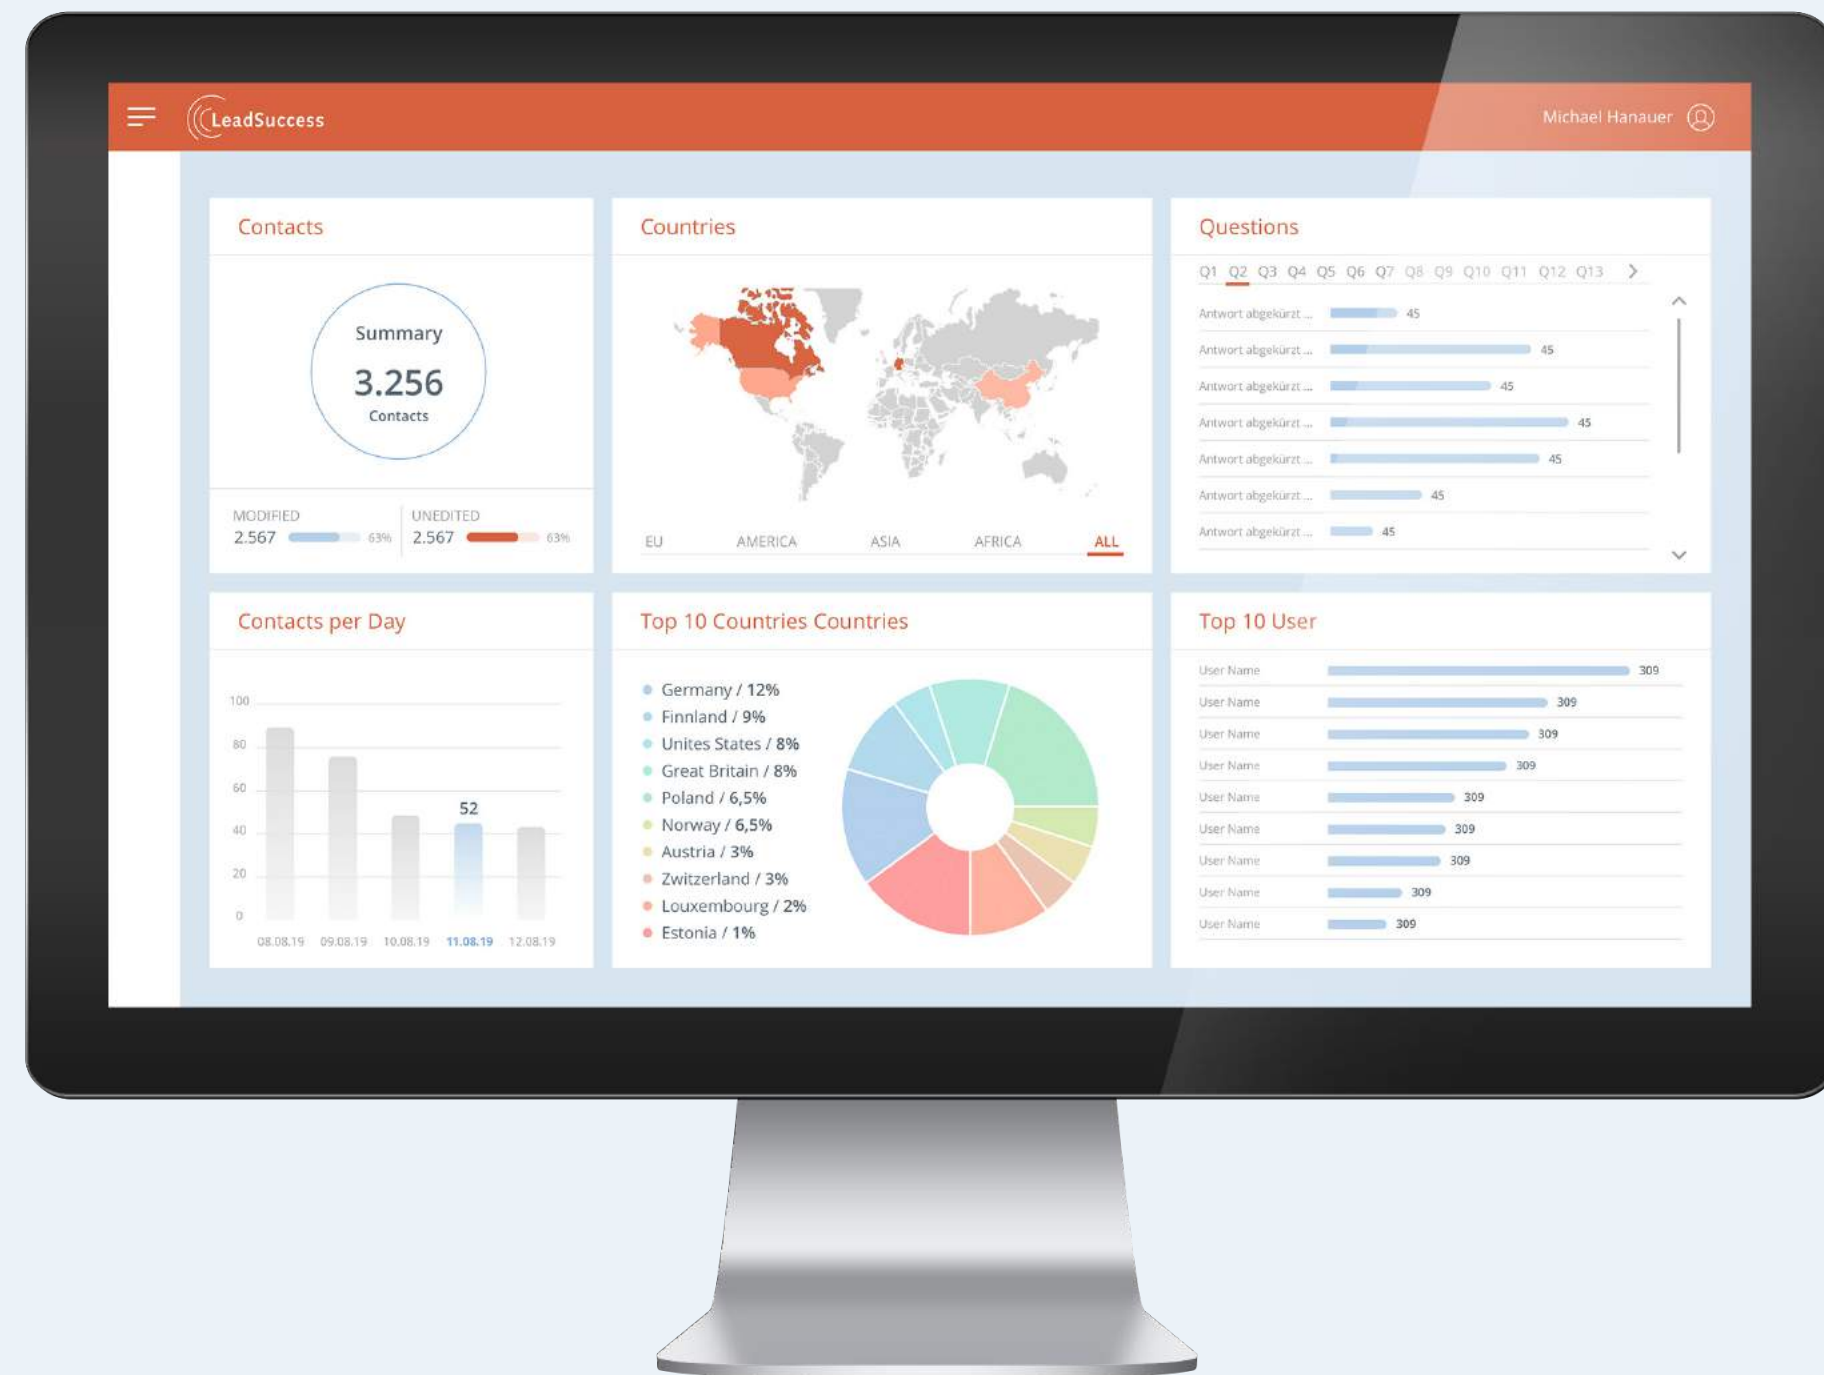 LeadSuccess
Michael Hanauer
Contacts
Summary
3.256
Contacts
MODIFIED
2.567 63%
UNEDITED
2.567 63%
Countries
EU AMERICA ASIA AFRICA ALL
Questions
Q1 Q2 Q3 Q4 Q5 Q6 Q7 Q8 Q9 Q10 Q11 Q12 Q13
Antwort abgekürzt ... 45
Antwort abgekürzt ... 45
Antwort abgekürzt ... 45
Antwort abgekürzt ... 45
Antwort abgekürzt ... 45
Antwort abgekürzt ... 45
Antwort abgekürzt ... 45
Contacts per Day
100
80
60
40
20
0
52
08.08.19 09.08.19 10.08.19 11.08.19 12.08.19
Top 10 Countries Countries
Germany / 12%
Finnland / 9%
Unites States / 8%
Great Britain / 8%
Poland / 6,5%
Norway / 6,5%
Austria / 3%
Zwitzerland / 3%
Louxembourg / 2%
Estonia / 1%
Top 10 User
User Name 309
User Name 309
User Name 309
User Name 309
User Name 309
User Name 309
User Name 309
User Name 309
User Name 309